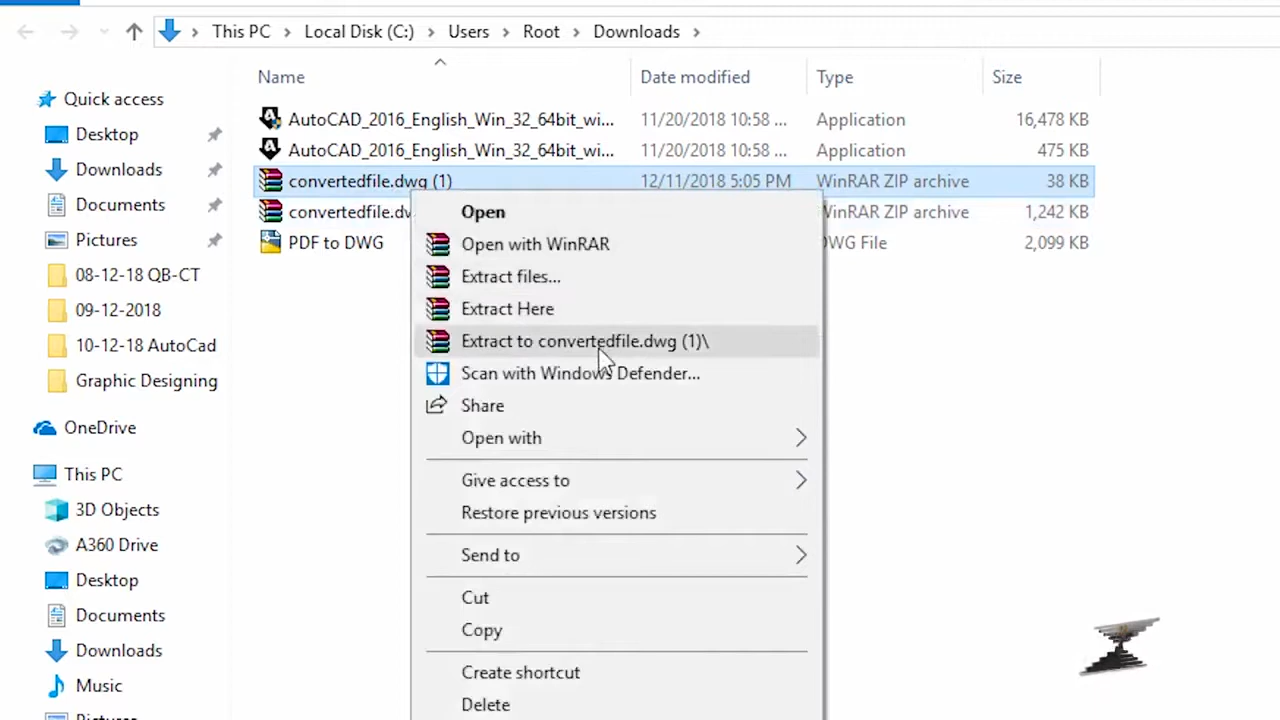 This PC > Local Disk (C:) > Users > Root > Downloads >
Name Date modified Type Size
AutoCAD_2016_English_Win_32_64bit_wi... 11/20/2018 10:58 ... Application 16,478 KB
AutoCAD_2016_English_Win_32_64bit_wi... 11/20/2018 10:58 ... Application 475 KB
convertedfile.dwg (1) 12/11/2018 5:05 PM WinRAR ZIP archive 38 KB
convertedfile.dw WinRAR ZIP archive 1,242 KB
PDF to DWG DWG File 2,099 KB
Quick access
Desktop
Downloads
Documents
Pictures
08-12-18 QB-CT
09-12-2018
10-12-18 AutoCad
Graphic Designing
OneDrive
This PC
3D Objects
A360 Drive
Desktop
Documents
Downloads
Music
Pictures
Open
Open with WinRAR
Extract files...
Extract Here
Extract to convertedfile.dwg (1)\
Scan with Windows Defender...
Share
Open with
Give access to
Restore previous versions
Send to
Cut
Copy
Create shortcut
Delete